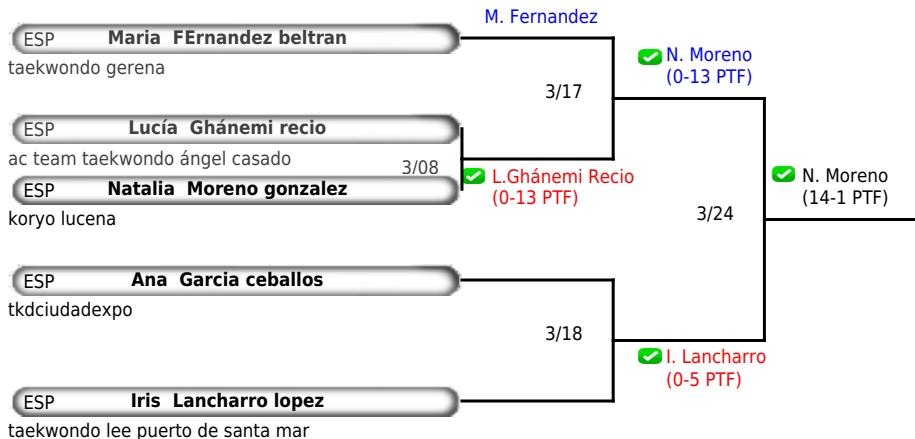 M. Fernandez
ESP Maria FErnandez beltran
taekwondo gerena
N. Moreno
(0-13 PTF)
3/17
ESP Lucía Ghánemi recio
ac team taekwondo ángel casado
3/08
L.Ghánemi Recio
(0-13 PTF)
ESP Natalia Moreno gonzalez
koryo lucena
N. Moreno
(14-1 PTF)
3/24
ESP Ana Garcia ceballos
tkdciudadexpo
3/18
I. Lancharro
(0-5 PTF)
ESP Iris Lancharro lopez
taekwondo lee puerto de santa mar